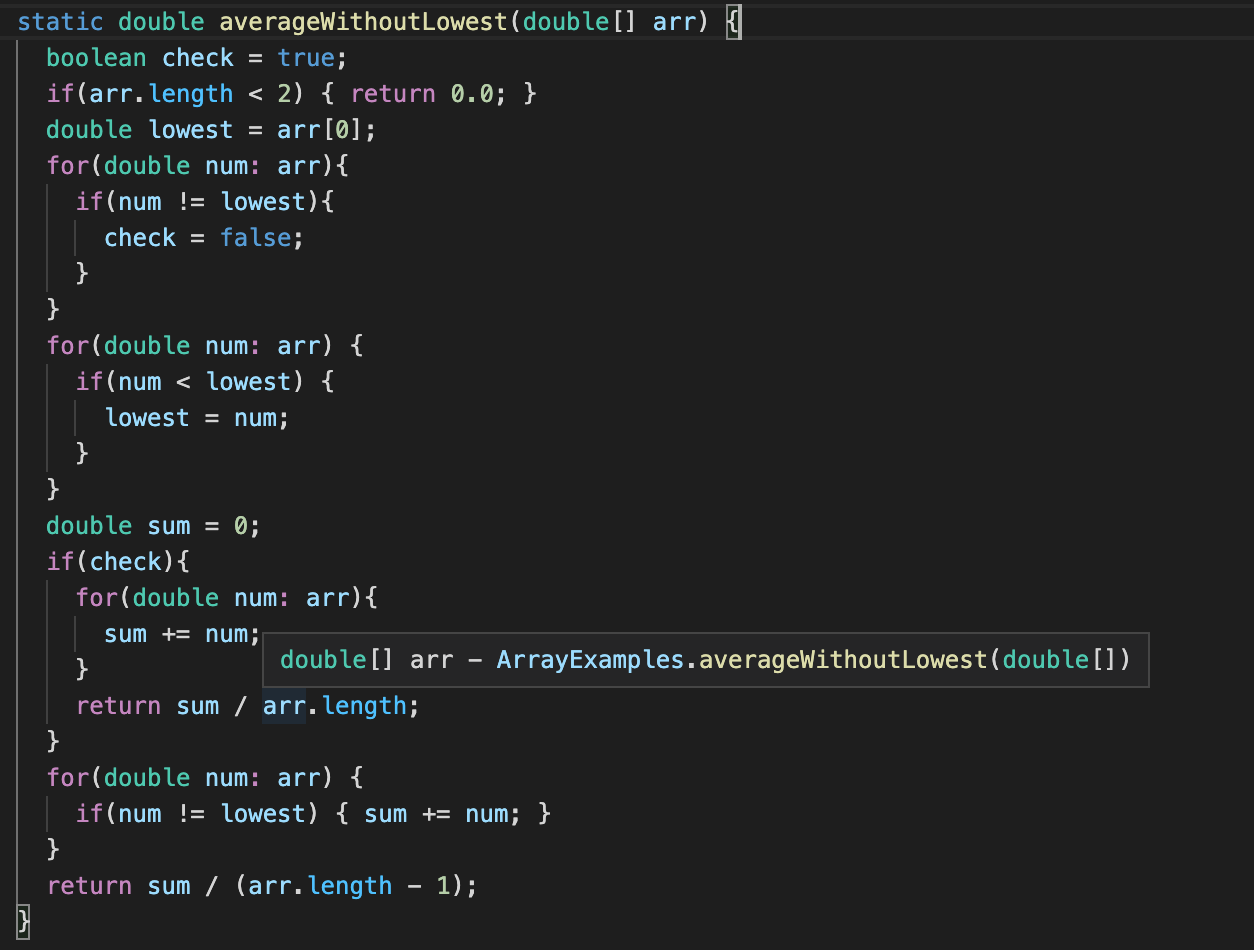 static double averageWithoutLowest(double[] arr) {
  boolean check = true;
  if(arr.length < 2) { return 0.0; }
  double lowest = arr[0];
  for(double num: arr){
    if(num != lowest){
      check = false;
    }
  }
  for(double num: arr) {
    if(num < lowest) {
      lowest = num;
    }
  }
  double sum = 0;
  if(check){
    for(double num: arr){
      sum += num;
double[] arr - ArrayExamples.averageWithoutLowest(double[])
    }
    return sum / arr.length;
  }
  for(double num: arr) {
    if(num != lowest) { sum += num; }
  }
  return sum / (arr.length - 1);
}